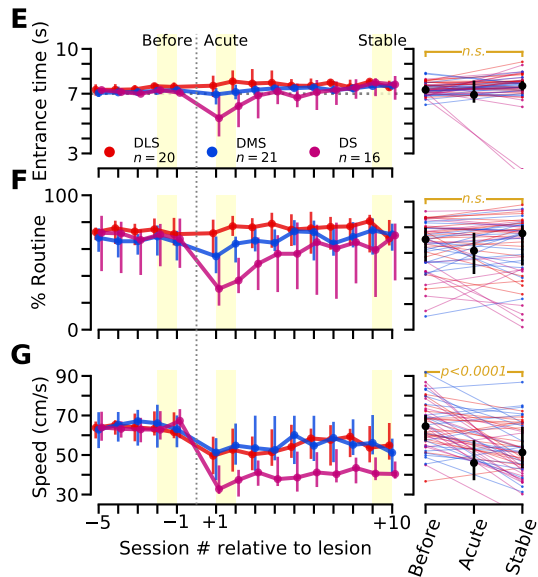 E
Entrance time (s)
10
7
3
Before
Acute
Stable
DLS
n = 20
DMS
n = 21
DS
n = 16
n.s.
F
% Routine
100
0
n.s.
G
Speed (cm/s)
90
70
50
30
p<0.0001
−5
−1
+1
+10
Session # relative to lesion
Before
Acute
Stable